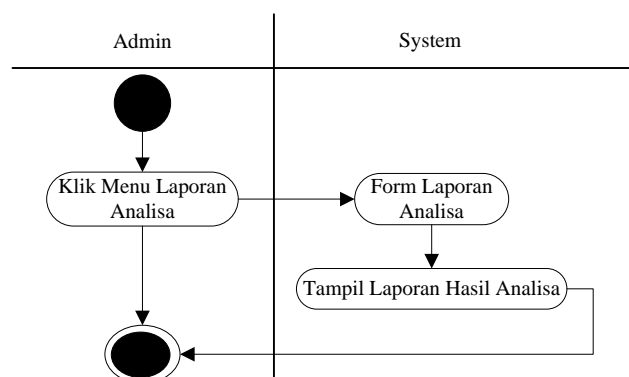 Admin
System
Klik Menu Laporan
Analisa
Form Laporan
Analisa
Tampil Laporan Hasil Analisa